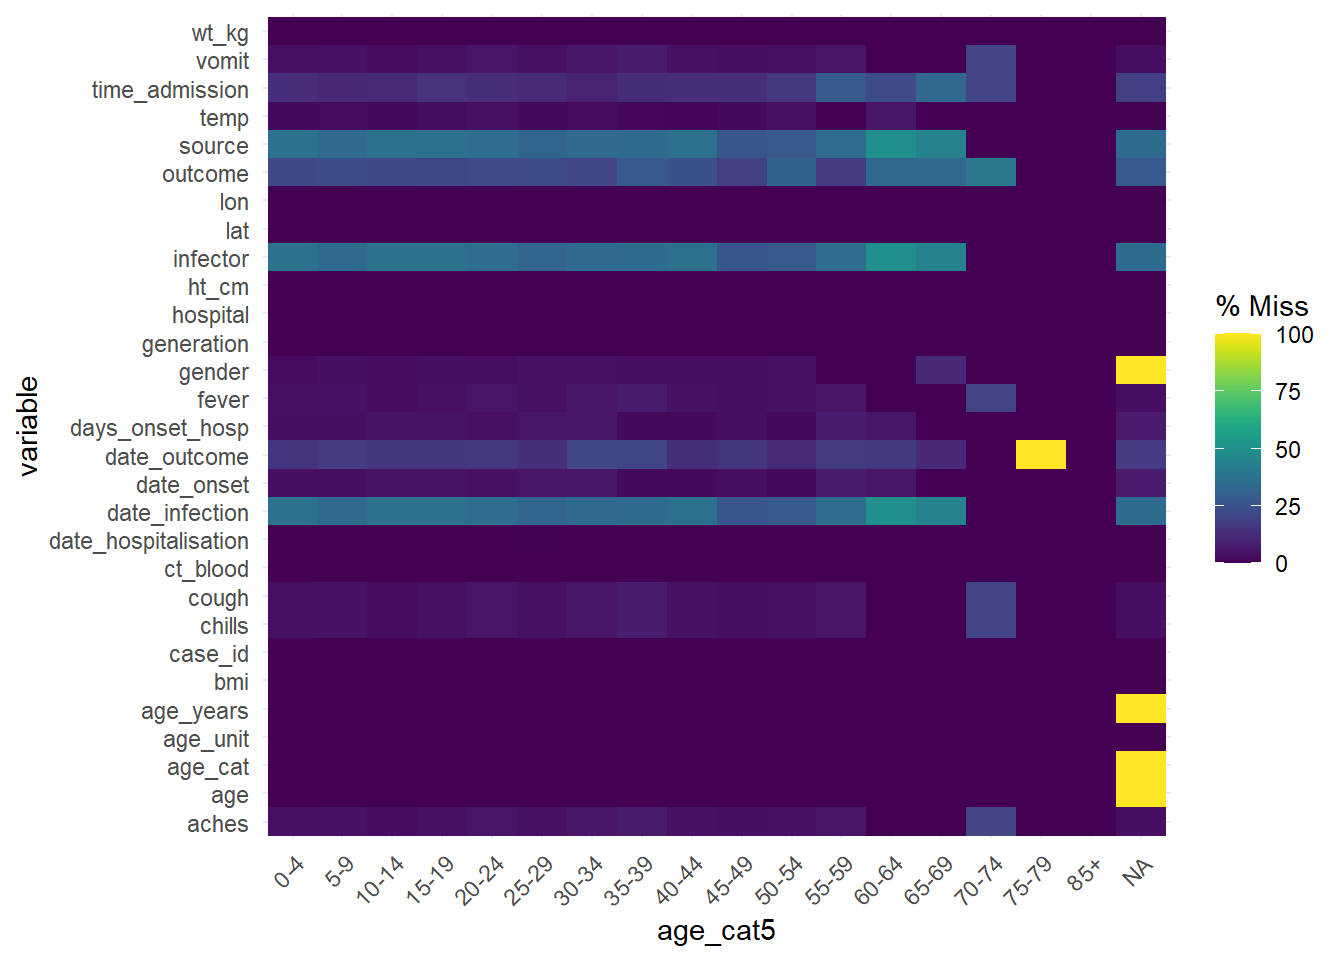 variable
wt_kg
vomit
time_admission
temp
source
outcome
lon
lat
infector
ht_cm
hospital
generation
gender
fever
days_onset_hosp
date_outcome
date_onset
date_infection
date_hospitalisation
ct_blood
cough
chills
case_id
bmi
age_years
age_unit
age_cat
age
aches
0-4
5-9
10-14
15-19
20-24
25-29
30-34
35-39
40-44
45-49
50-54
55-59
60-64
65-69
70-74
75-79
85+
NA
age_cat5
% Miss
100
75
50
25
0